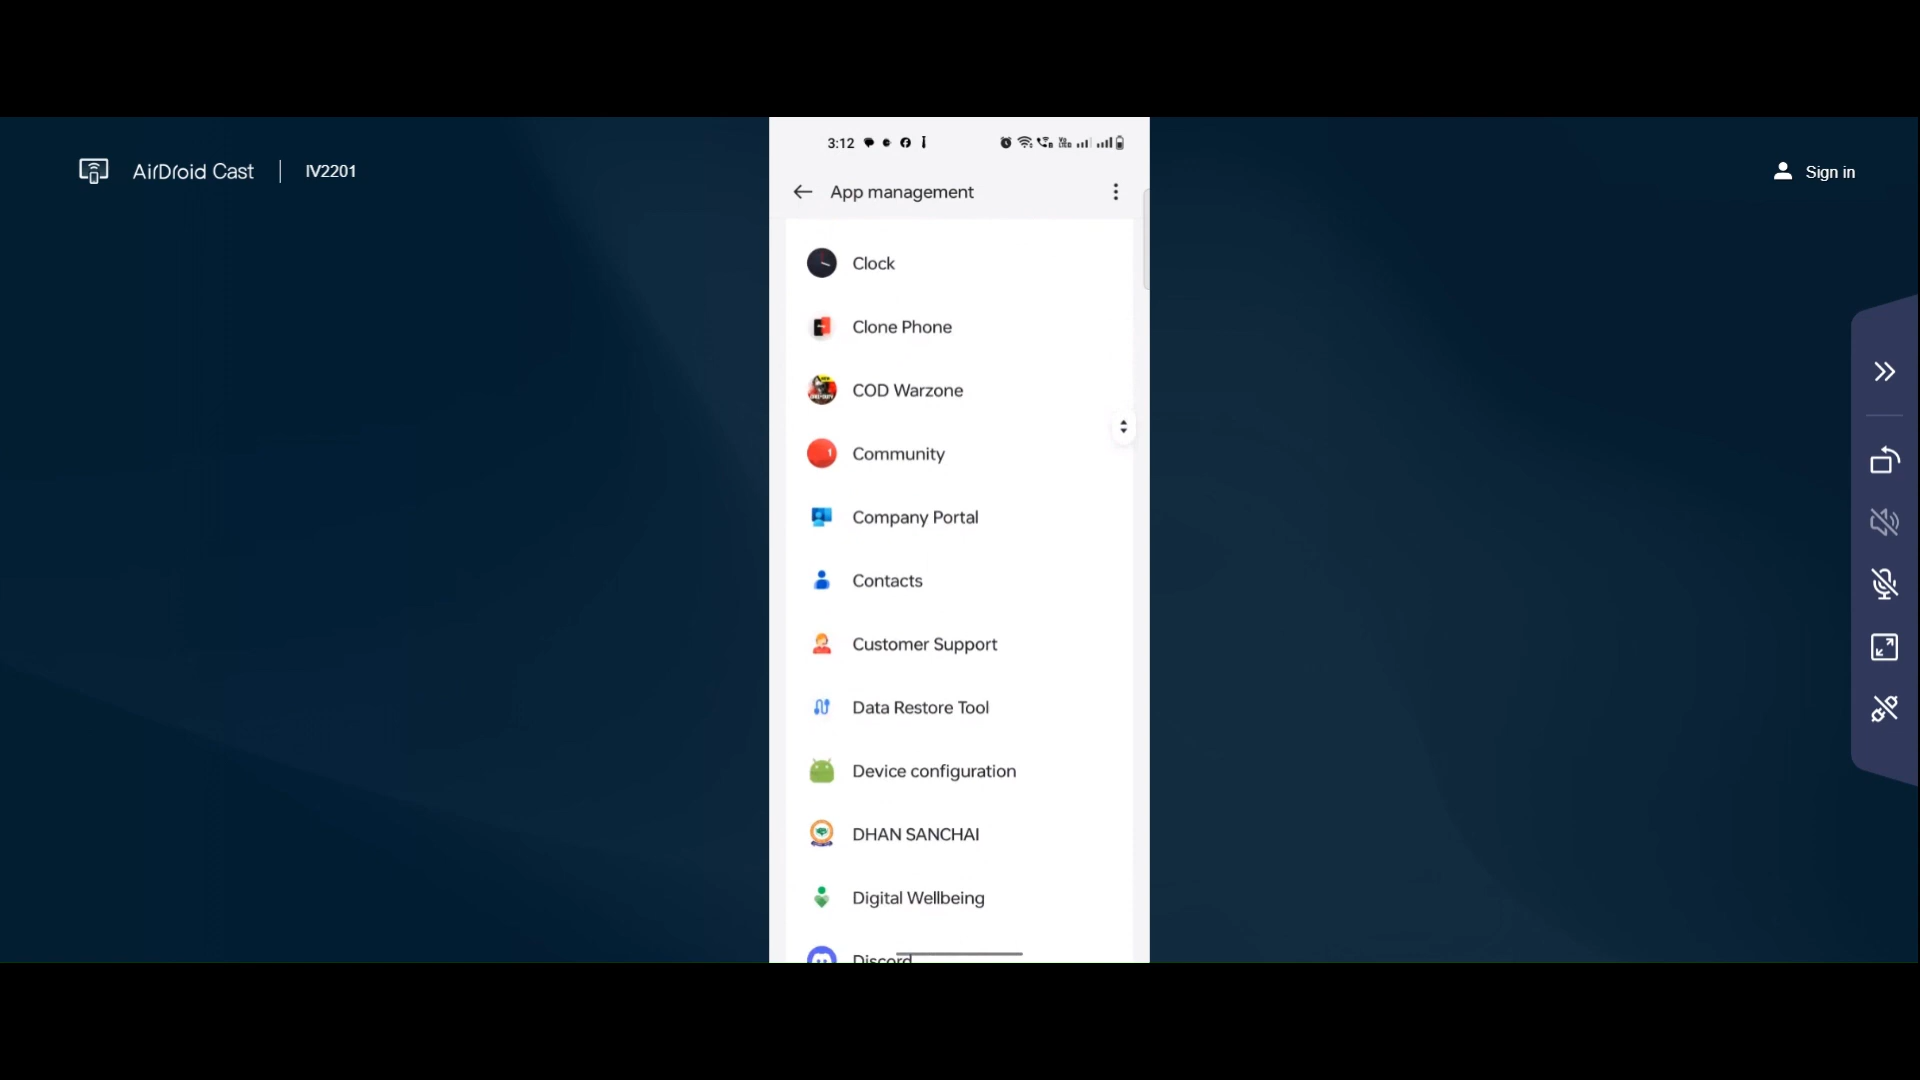 AirDroid Cast
IV2201
Sign in
3:12
App management
Clock
Clone Phone
COD Warzone
Community
Company Portal
Contacts
Customer Support
Data Restore Tool
Device configuration
DHAN SANCHAI
Digital Wellbeing
Discord